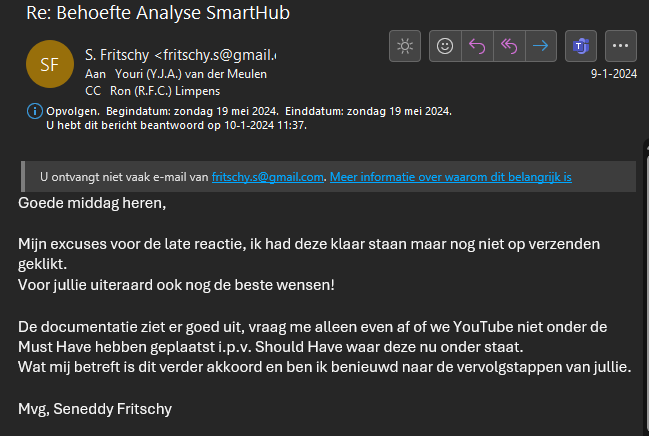 Re: Behoefte Analyse SmartHub
SF
S. Fritschy <fritschy.s@gmail.
Aan Youri (Y.J.A.) van der Meulen
CC Ron (R.F.C.) Limpens
9-1-2024
Opvolgen. Begindatum: zondag 19 mei 2024. Einddatum: zondag 19 mei 2024.
U hebt dit bericht beantwoord op 10-1-2024 11:37.
U ontvangt niet vaak e-mail van fritschy.s@gmail.com. Meer informatie over waarom dit belangrijk is
Goede middag heren,
Mijn excuses voor de late reactie, ik had deze klaar staan maar nog niet op verzenden
geklikt.
Voor jullie uiteraard ook nog de beste wensen!
De documentatie ziet er goed uit, vraag me alleen even af of we YouTube niet onder de
Must Have hebben geplaatst i.p.v. Should Have waar deze nu onder staat.
Wat mij betreft is dit verder akkoord en ben ik benieuwd naar de vervolgstappen van jullie.
Mvg, Seneddy Fritschy